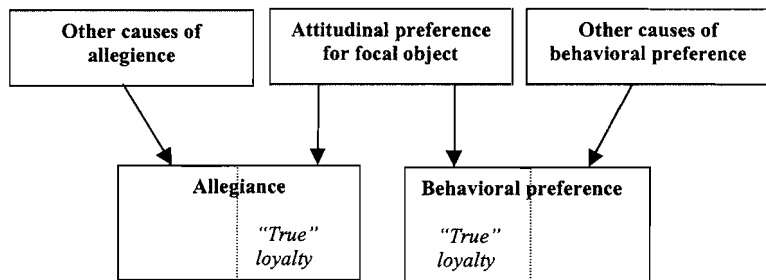 Other causes of
allegience
Attitudinal preference
for focal object
Other causes of
behavioral preference
Allegiance
"True"
loyalty
Behavioral preference
"True"
loyalty